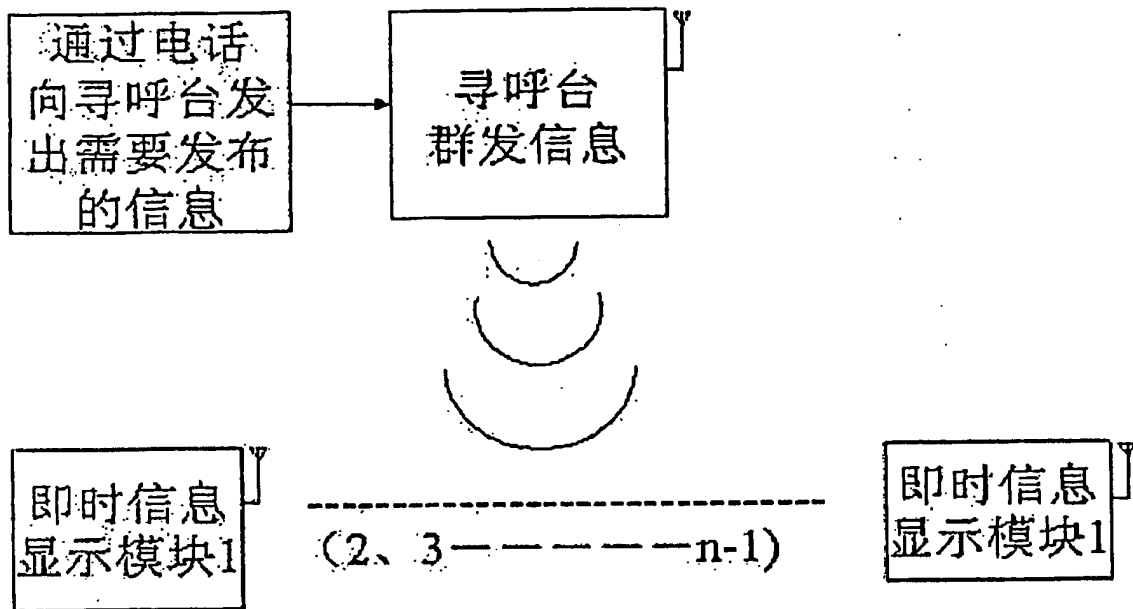 通过电话
向寻呼台发
出需要发布
的信息
寻呼台
群发信息
即时信息
显示模块1
(2、3—————n-1)
即时信息
显示模块1